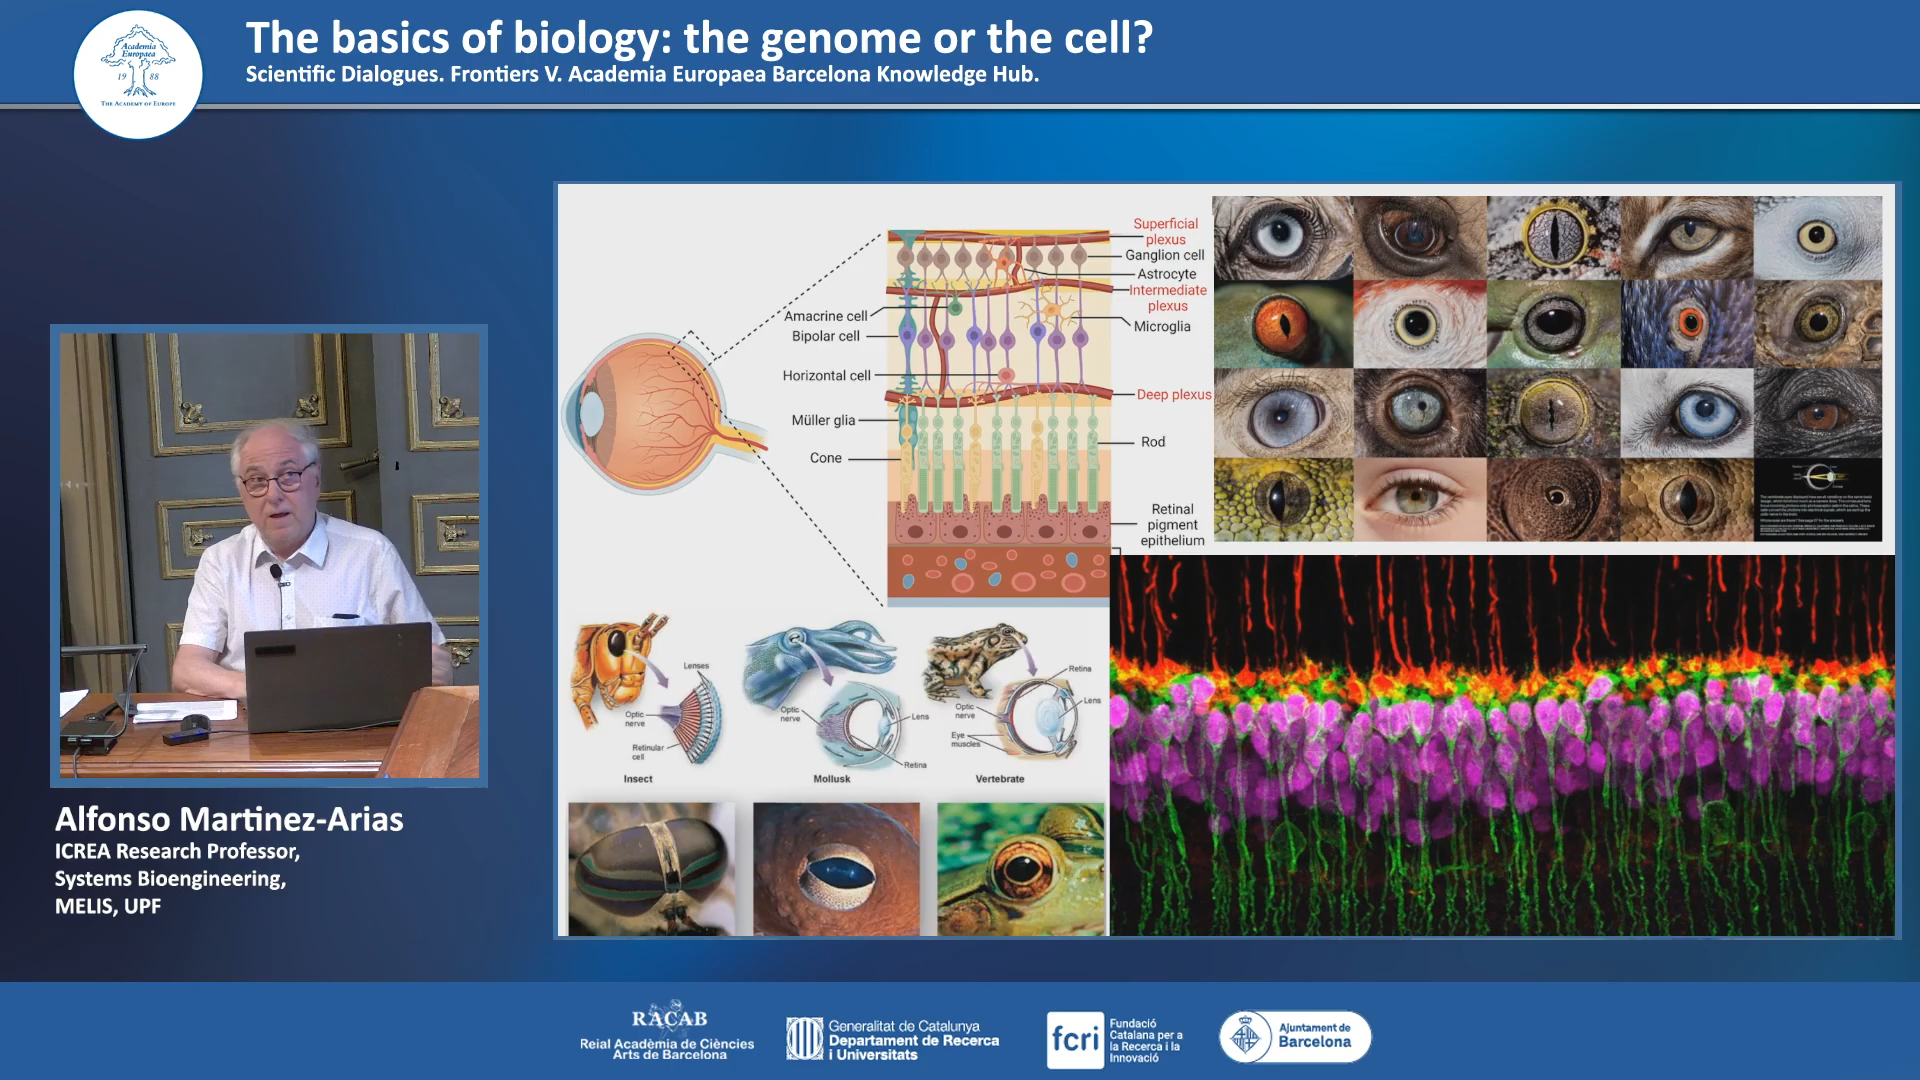 Academia
Europaea
19 88
THE ACADEMY OF EUROPE
The basics of biology: the genome or the cell?
Scientific Dialogues. Frontiers V. Academia Europaea Barcelona Knowledge Hub.
Alfonso Martinez-Arias
ICREA Research Professor,
Systems Bioengineering,
MELIS, UPF
Superficial
plexus
Ganglion cell
Astrocyte
Intermediate
plexus
Microglia
Deep plexus
Rod
Retinal
pigment
epithelium
Amacrine cell
Bipolar cell
Horizontal cell
Müller glia
Cone
Lenses
Optic
nerve
Retinular
cell
Insect
Optic
nerve
Lens
Retina
Mollusk
Retina
Lens
Optic
nerve
Eye
muscles
Vertebrate
RACAB
Reial Acadèmia de Ciències
Arts de Barcelona
Generalitat de Catalunya
Departament de Recerca
i Universitats
fcri
Fundació
Catalana per a
la Recerca i la
Innovació
Ajuntament de
Barcelona